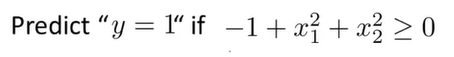 Predict “y = 1“ if −1 + x₁² + x₂² ≥ 0